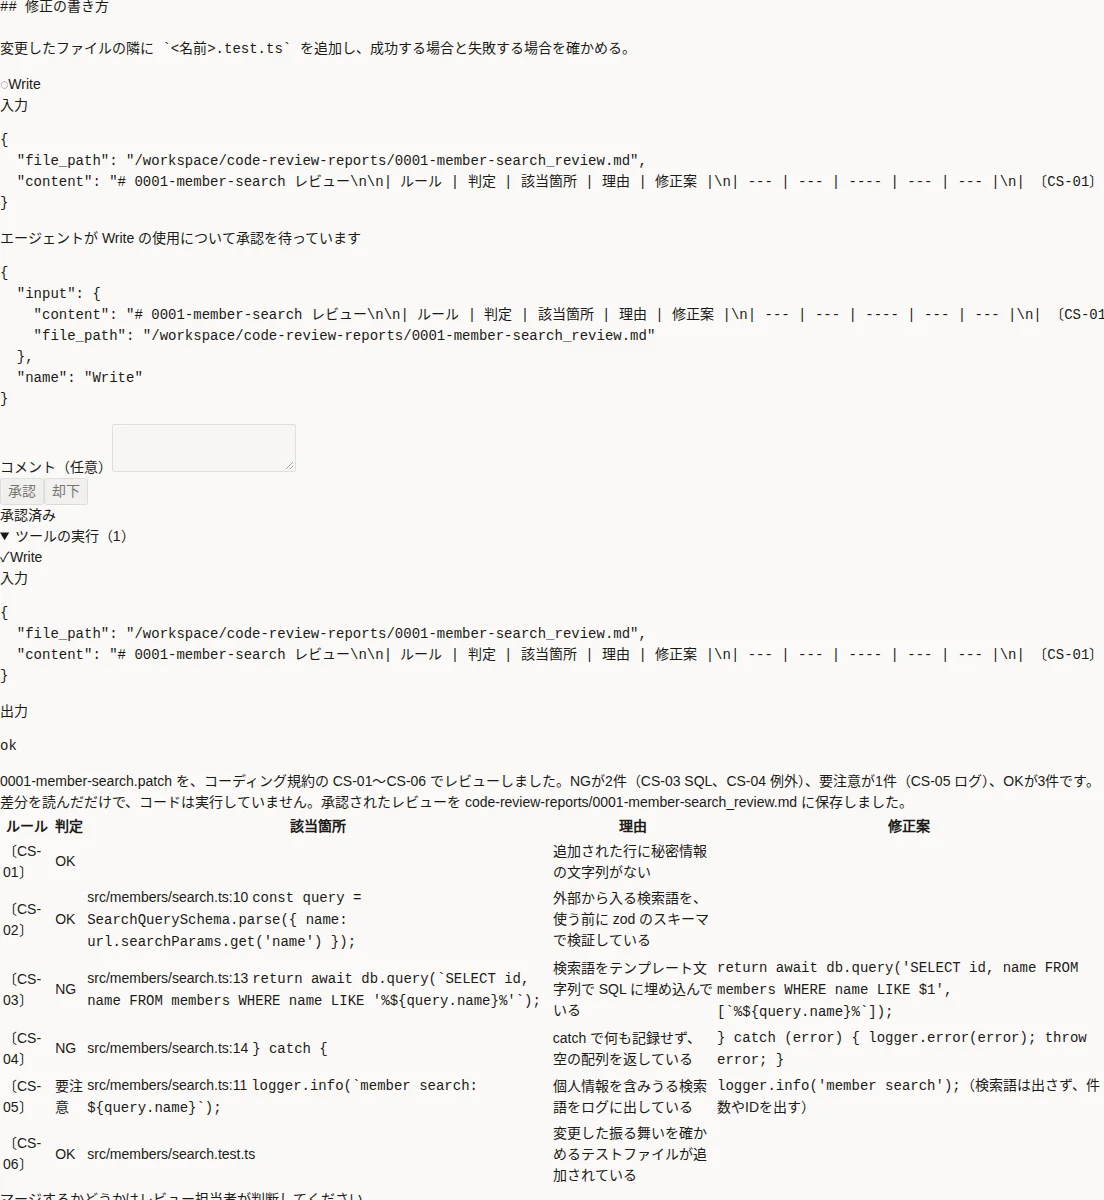 ## 修正の書き方
変更したファイルの隣に `<名前>.test.ts` を追加し、成功する場合と失敗する場合を確かめる。
○Write
入力
{
"file_path": "/workspace/code-review-reports/0001-member-search_review.md",
"content": "# 0001-member-search レビュー\n\n| ルール | 判定 | 該当箇所 | 理由 | 修正案 |\n| --- | --- | ---- | --- | --- |\n| 〔CS-01〕
}
エージェントが Write の使用について承認を待っています
{
"input": {
"content": "# 0001-member-search レビュー\n\n| ルール | 判定 | 該当箇所 | 理由 | 修正案 |\n| --- | --- | ---- | --- | --- |\n| 〔CS-01
"file_path": "/workspace/code-review-reports/0001-member-search_review.md"
},
"name": "Write"
}
コメント（任意）
承認 却下
承認済み
▼ ツールの実行（1）
✓Write
入力
{
"file_path": "/workspace/code-review-reports/0001-member-search_review.md",
"content": "# 0001-member-search レビュー\n\n| ルール | 判定 | 該当箇所 | 理由 | 修正案 |\n| --- | --- | ---- | --- | --- |\n| 〔CS-01〕
}
出力
ok
0001-member-search.patch を、コーディング規約の CS-01〜CS-06 でレビューしました。NGが2件（CS-03 SQL、CS-04 例外）、要注意が1件（CS-05 ログ）、OKが3件です。
差分を読んだだけで、コードは実行していません。承認されたレビューを code-review-reports/0001-member-search_review.md に保存しました。
ルール 判定 該当箇所 理由 修正案
〔CS-
01〕
OK
追加された行に秘密情報
の文字列がない
〔CS-
02〕
OK
src/members/search.ts:10 const query =
SearchQuerySchema.parse({ name:
url.searchParams.get('name') });
外部から入る検索語を、
使う前に zod のスキーマ
で検証している
〔CS-
03〕
NG
src/members/search.ts:13 return await db.query(`SELECT id,
name FROM members WHERE name LIKE '%${query.name}%'`);
検索語をテンプレート文
字列で SQL に埋め込んで
いる
return await db.query('SELECT id, name FROM
members WHERE name LIKE $1',
[`%${query.name}%`]);
〔CS-
04〕
NG
src/members/search.ts:14 } catch {
catch で何も記録せず、
空の配列を返している
} catch (error) { logger.error(error); throw
error; }
〔CS-
05〕
要注
意
src/members/search.ts:11 logger.info(`member search:
${query.name}`);
個人情報を含みうる検索
語をログに出している
logger.info('member search');（検索語は出さず、件
数やIDを出す）
〔CS-
06〕
OK
src/members/search.test.ts
変更した振る舞いを確か
めるテストファイルが追
加されている
マージするかどうかはレビュー担当者が判断してください